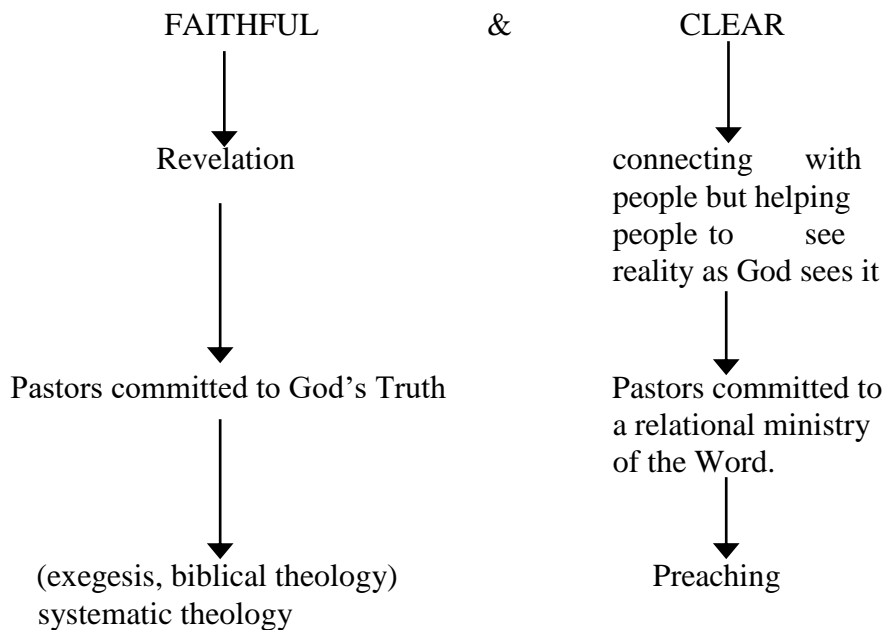 FAITHFUL & CLEAR
Revelation
connecting with
people but helping
people to see
reality as God sees it
Pastors committed to God’s Truth
Pastors committed to
a relational ministry
of the Word.
(exegesis, biblical theology)
systematic theology
Preaching